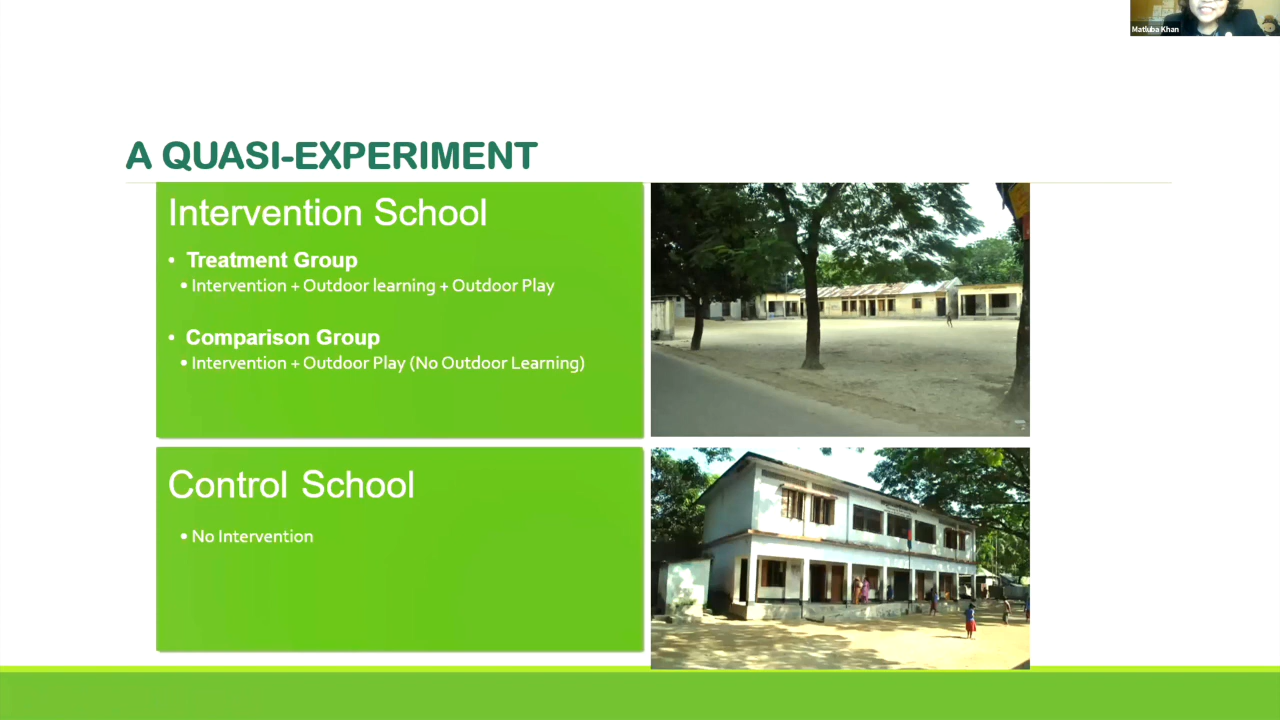 Matluba Khan
A QUASI-EXPERIMENT
Intervention School
• Treatment Group
• Intervention + Outdoor learning + Outdoor Play
• Comparison Group
• Intervention + Outdoor Play (No Outdoor Learning)
Control School
• No Intervention